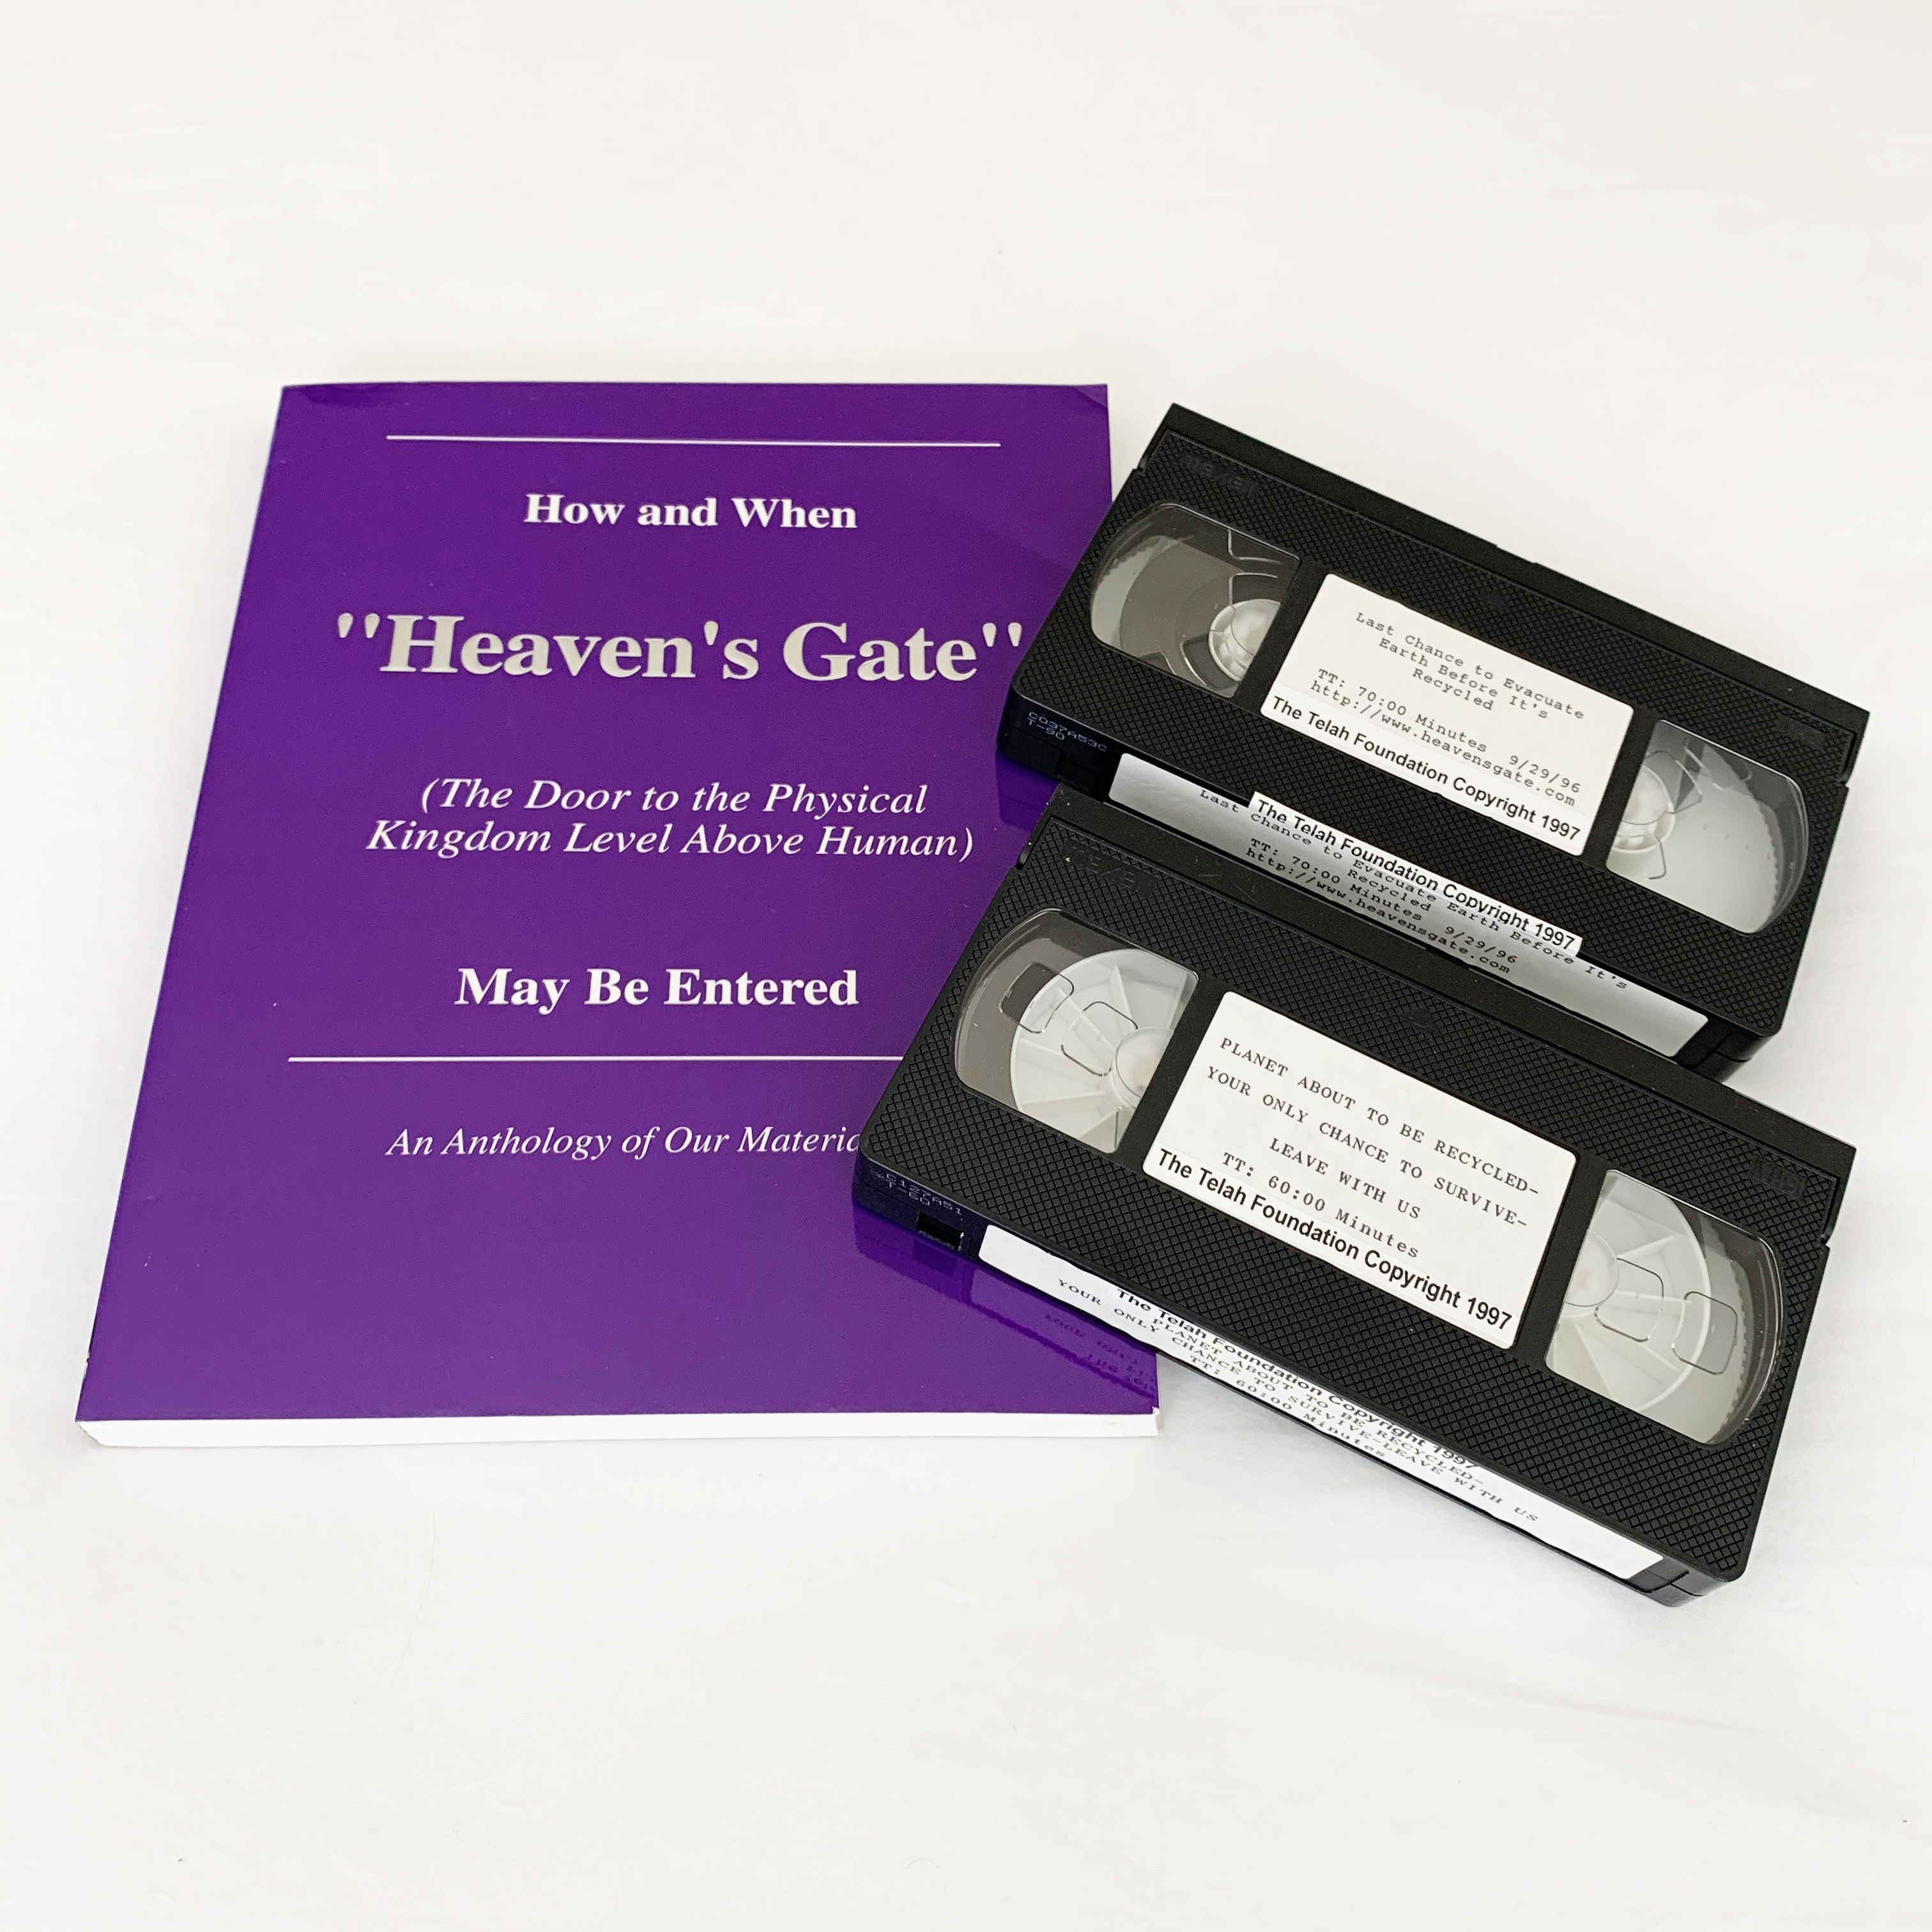 How and When
"Heaven's Gate"
(The Door to the Physical
Kingdom Level Above Human)
May Be Entered
An Anthology of Our
Last Chance to Evacuate
Earth Before It's
Recycled
TT: 70:00 Minutes 9/29/96
http://www.heavensgate.com
The Telah Foundation Copyright 1997
C037A53C
T-90
The Telah Foundation Copyright 1997
Last Chance to Evacuate Earth Before It's
Recycled
TT: 70:00 Minutes 9/29/96
http://www.heavensgate.com
PLANET ABOUT TO BE RECYCLED-
YOUR ONLY CHANCE TO SURVIVE-
LEAVE WITH US
TT: 60:00 Minutes
The Telah Foundation Copyright 1997
C127A51
T-60
The Telah Foundation Copyright 1997
PLANET ABOUT TO BE RECYCLED-
YOUR ONLY CHANCE TO SURVIVE-LEAVE WITH US
TT: 60:00 Minutes